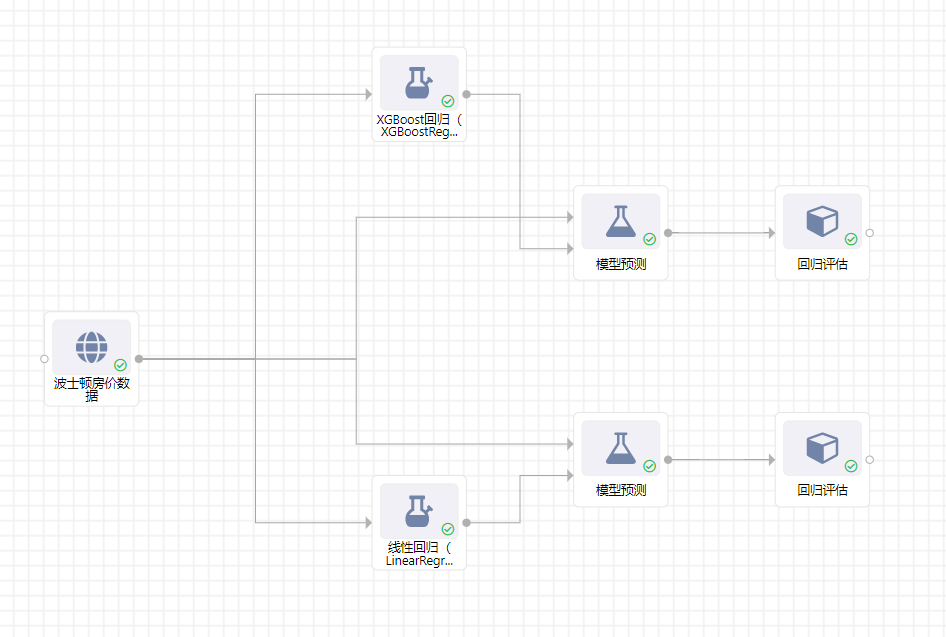 XGBoost回归（
XGBoostReg...
模型预测
回归评估
波士顿房价数
据
模型预测
回归评估
线性回归（
LinearRegr...